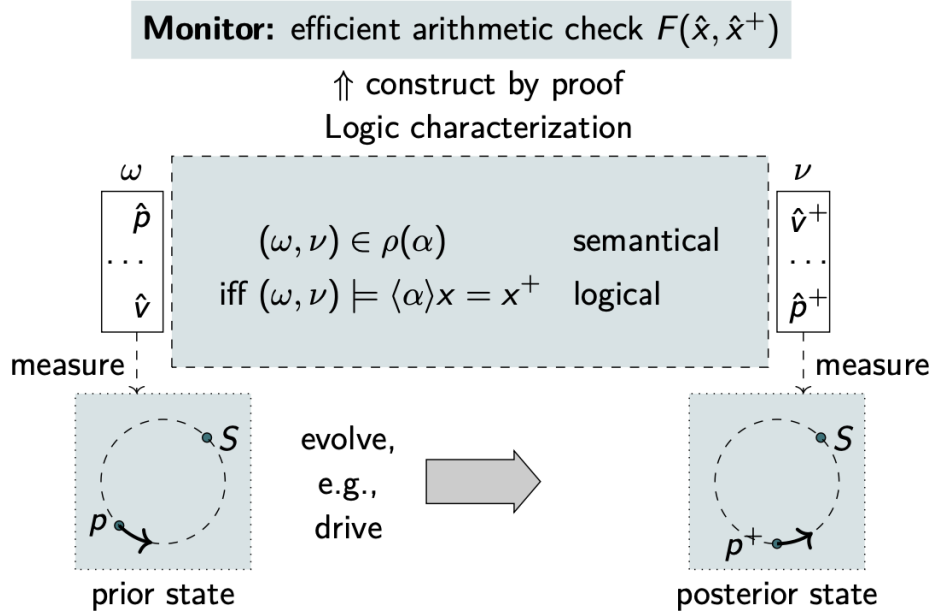 Monitor: efficient arithmetic check F(x̂, x̂⁺)
⇑ construct by proof
Logic characterization
ω
p̂
...
v̂
(ω, ν) ∈ ρ(α) semantical
iff (ω, ν) ⊨ ⟨α⟩x = x⁺ logical
ν
v̂⁺
...
p̂⁺
measure
measure
S
p
prior state
evolve,
e.g.,
drive
S
p⁺
posterior state